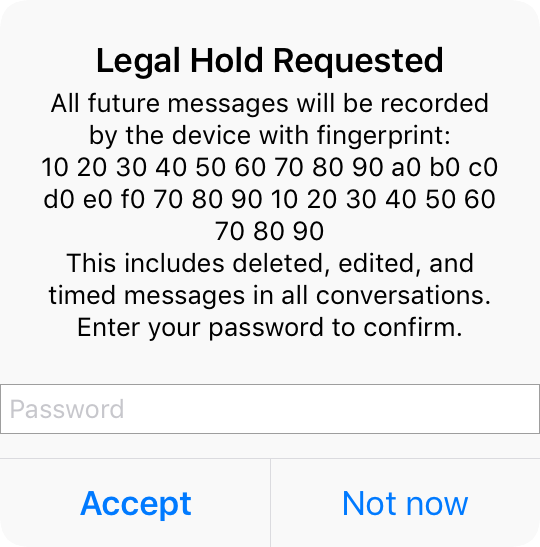 Legal Hold Requested
All future messages will be recorded
by the device with fingerprint:
10 20 30 40 50 60 70 80 90 a0 b0 c0
d0 e0 f0 70 80 90 10 20 30 40 50 60
70 80 90
This includes deleted, edited, and
timed messages in all conversations.
Enter your password to confirm.
Password
Accept
Not now